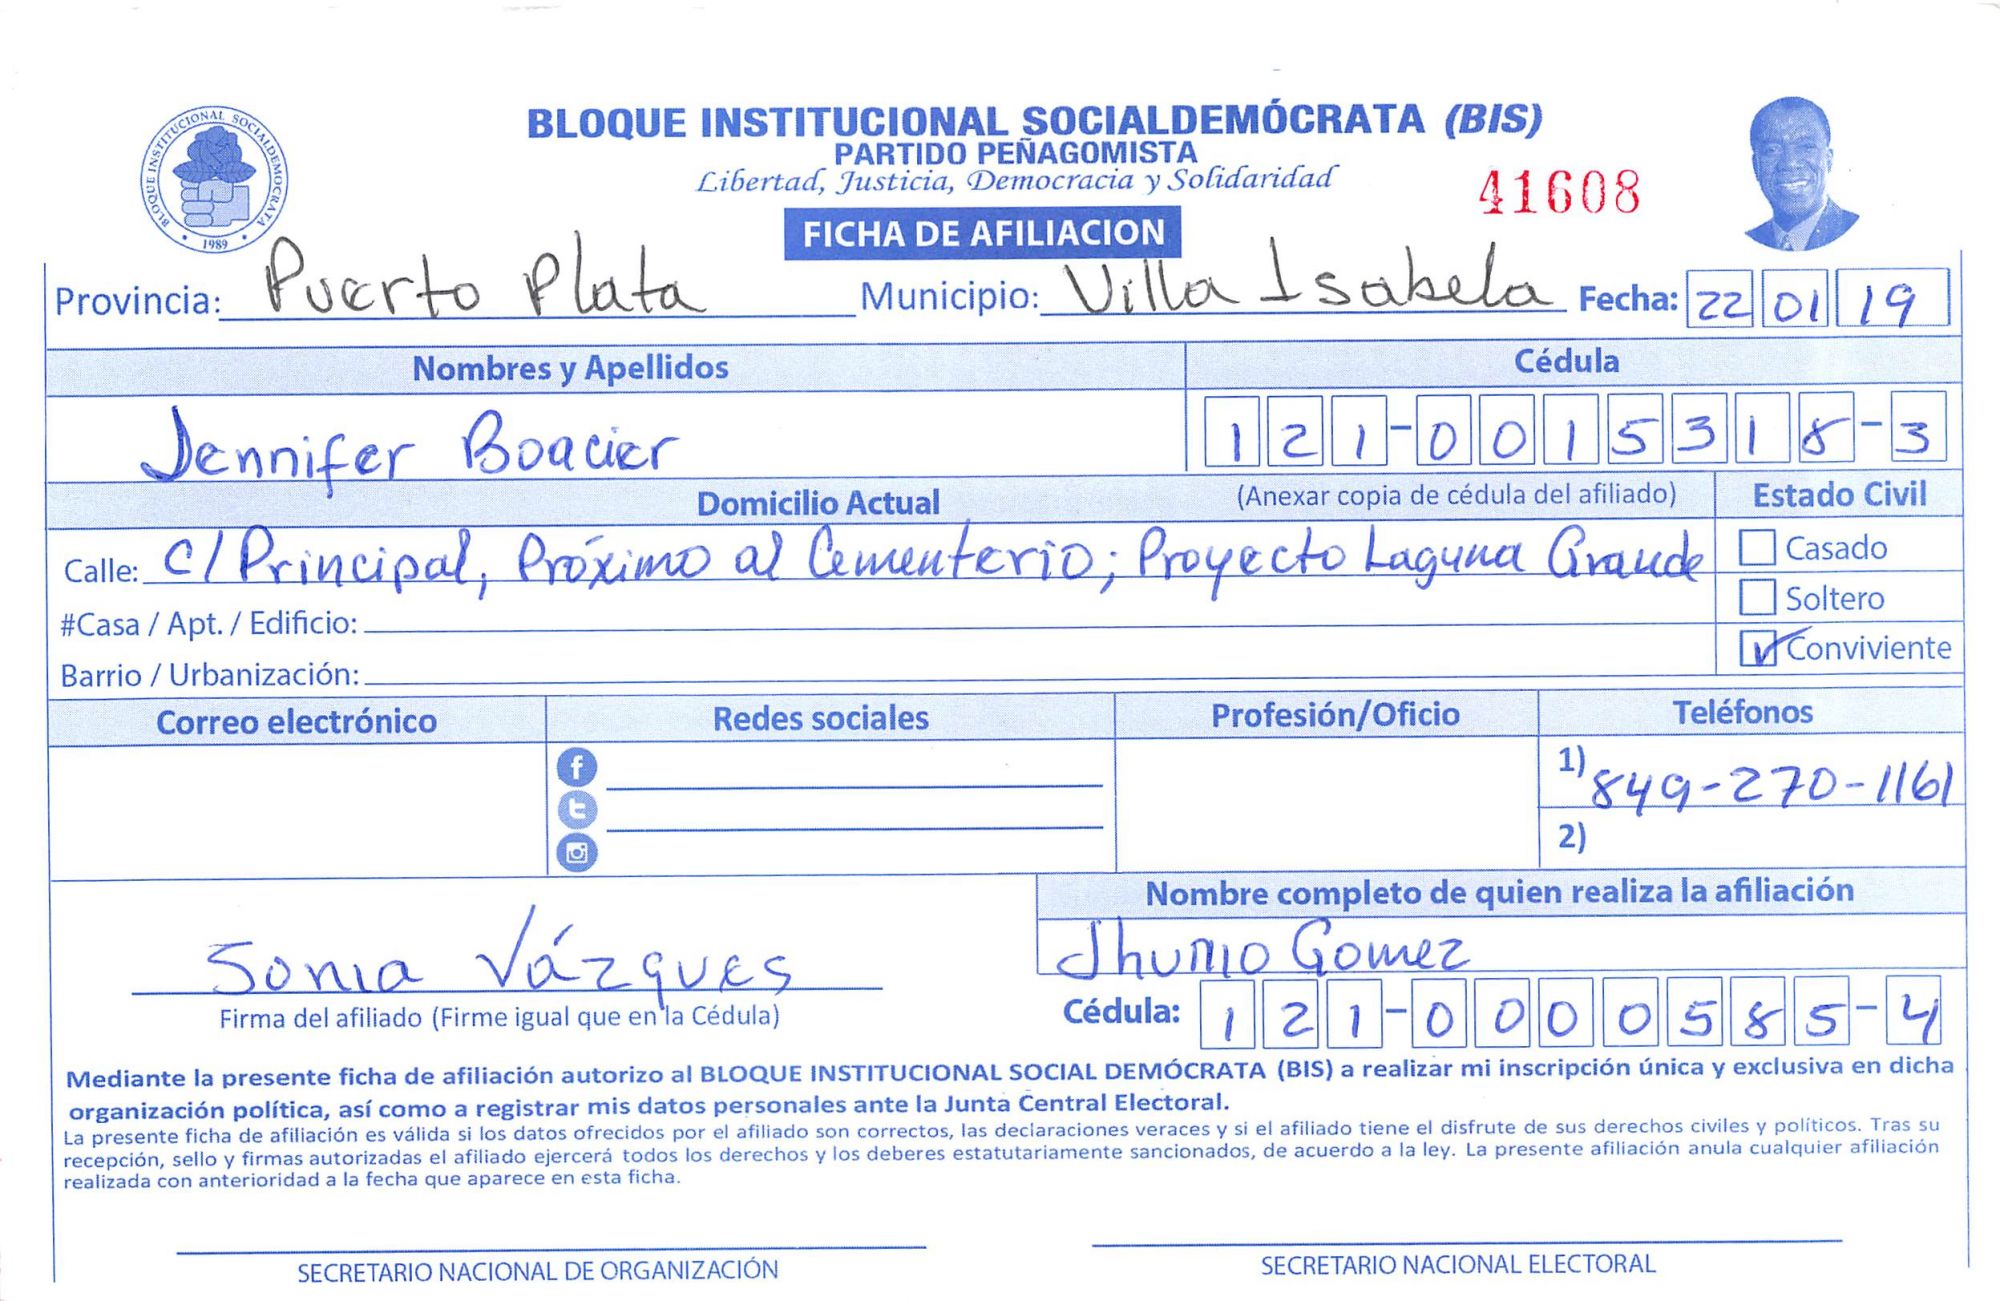 BLOQUE INSTITUCIONAL SOCIALDEMÓCRATA (BIS)
PARTIDO PEÑAGOMISTA
Libertad, Justicia, Democracia y Solidaridad
41608
BLOQUE INSTITUCIONAL SOCIALDEMOCRATA
1989
FICHA DE AFILIACION
Provincia: Puerto Plata Municipio: Villa Isabela Fecha: 22 01 19
Nombres y Apellidos Cédula
Jennifer Boacier 121-0015318-3
Domicilio Actual (Anexar copia de cédula del afiliado) Estado Civil
Calle: C/ Principal, Próximo al Cementerio; Proyecto Laguna Grande Casado
#Casa / Apt. / Edificio: Soltero
Barrio / Urbanización: Conviviente
Correo electrónico Redes sociales Profesión/Oficio Teléfonos
1) 849-270-1161
2)
Nombre completo de quien realiza la afiliación
Sonia Vázques Jhunio Gomez
Firma del afiliado (Firme igual que en la Cédula) Cédula: 121-0000585-4
Mediante la presente ficha de afiliación autorizo al BLOQUE INSTITUCIONAL SOCIAL DEMÓCRATA (BIS) a realizar mi inscripción única y exclusiva en dicha
organización política, así como a registrar mis datos personales ante la Junta Central Electoral.
La presente ficha de afiliación es válida si los datos ofrecidos por el afiliado son correctos, las declaraciones veraces y si el afiliado tiene el disfrute de sus derechos civiles y políticos. Tras su
recepción, sello y firmas autorizadas el afiliado ejercerá todos los derechos y los deberes estatutariamente sancionados, de acuerdo a la ley. La presente afiliación anula cualquier afiliación
realizada con anterioridad a la fecha que aparece en esta ficha.
SECRETARIO NACIONAL DE ORGANIZACIÓN SECRETARIO NACIONAL ELECTORAL